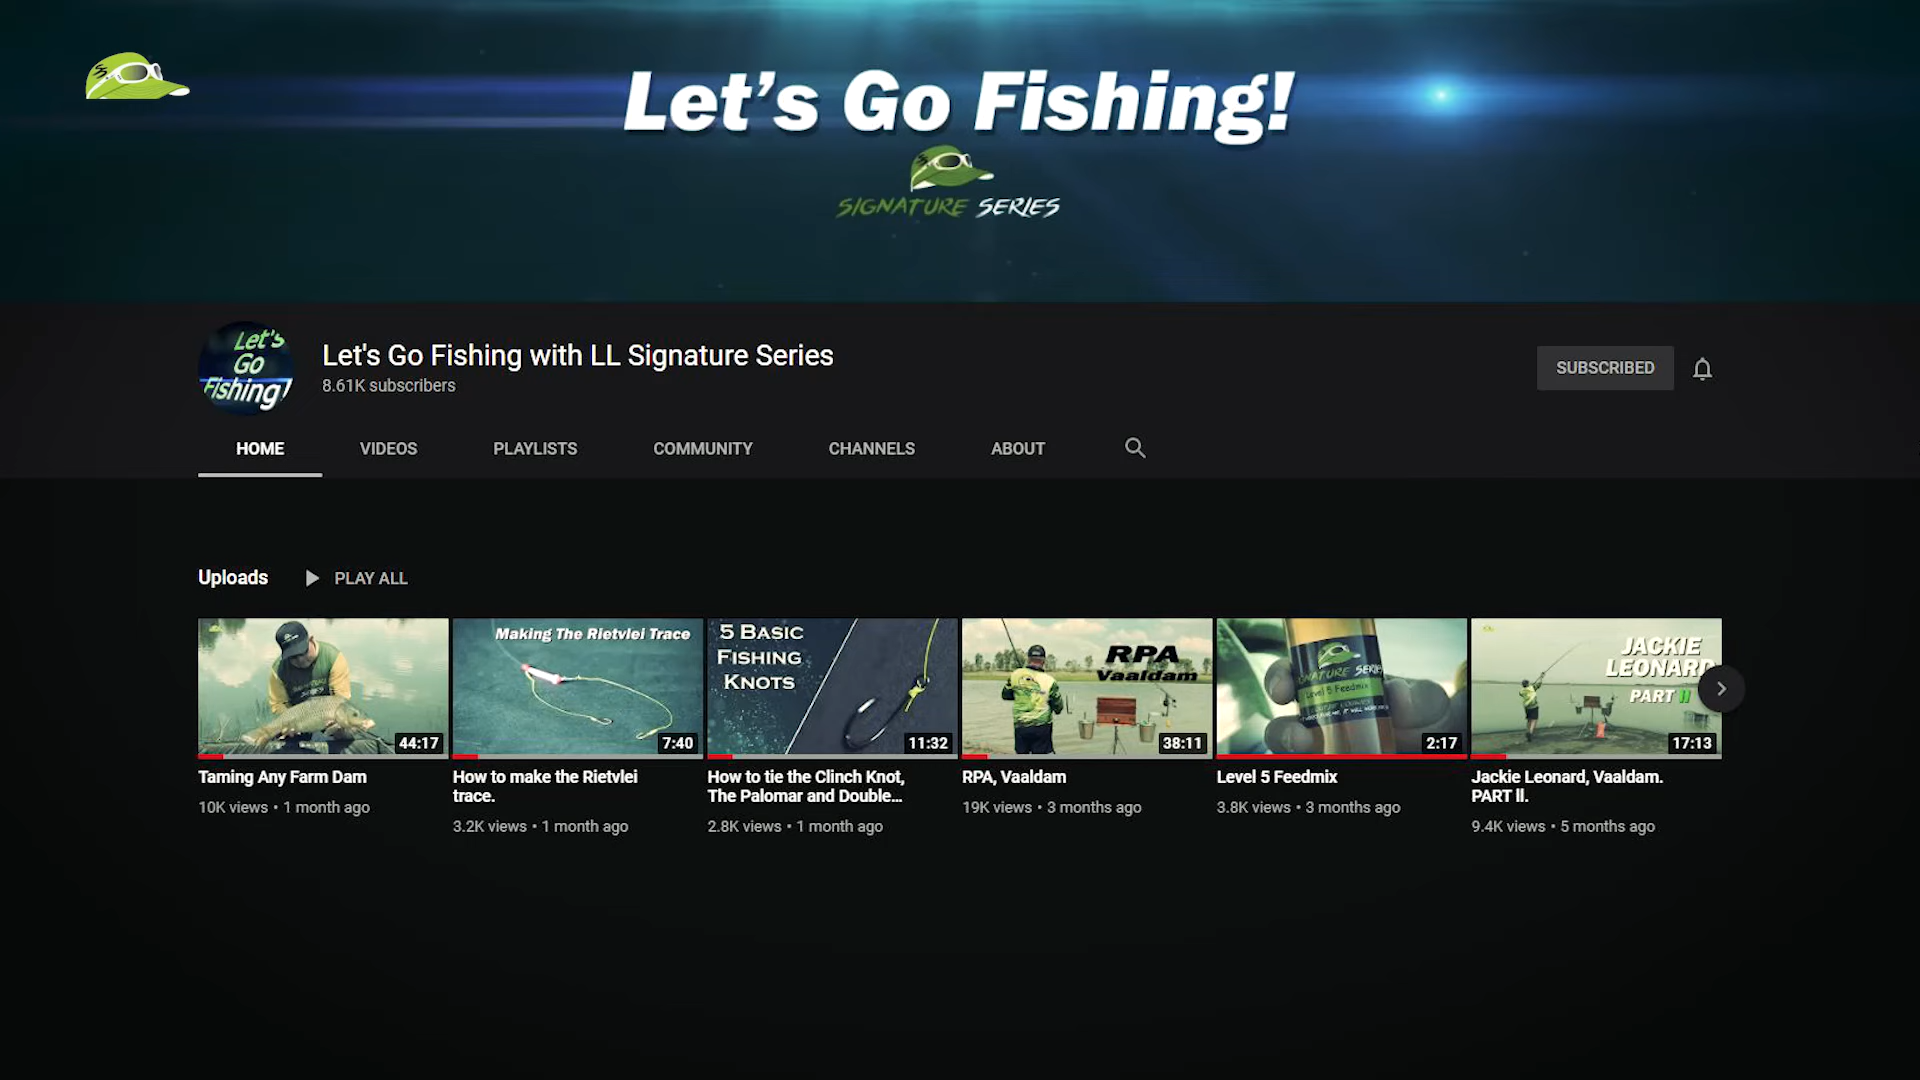 Let's Go Fishing!
SIGNATURE SERIES
Let's
Go
Fishing!
Let's Go Fishing with LL Signature Series
8.61K subscribers
SUBSCRIBED
HOME VIDEOS PLAYLISTS COMMUNITY CHANNELS ABOUT
Uploads PLAY ALL
44:17
Making The Rietvlei Trace
7:40
5 BASIC
FISHING
KNOTS
11:32
RPA
Vaaldam
38:11
SIGNATURE SERIES
Level 5 Feedmix
2:17
JACKIE
LEONARD
PART II
17:13
Taming Any Farm Dam
10K views • 1 month ago
How to make the Rietvlei
trace.
3.2K views • 1 month ago
How to tie the Clinch Knot,
The Palomar and Double...
2.8K views • 1 month ago
RPA, Vaaldam
19K views • 3 months ago
Level 5 Feedmix
3.8K views • 3 months ago
Jackie Leonard, Vaaldam.
PART ll.
9.4K views • 5 months ago